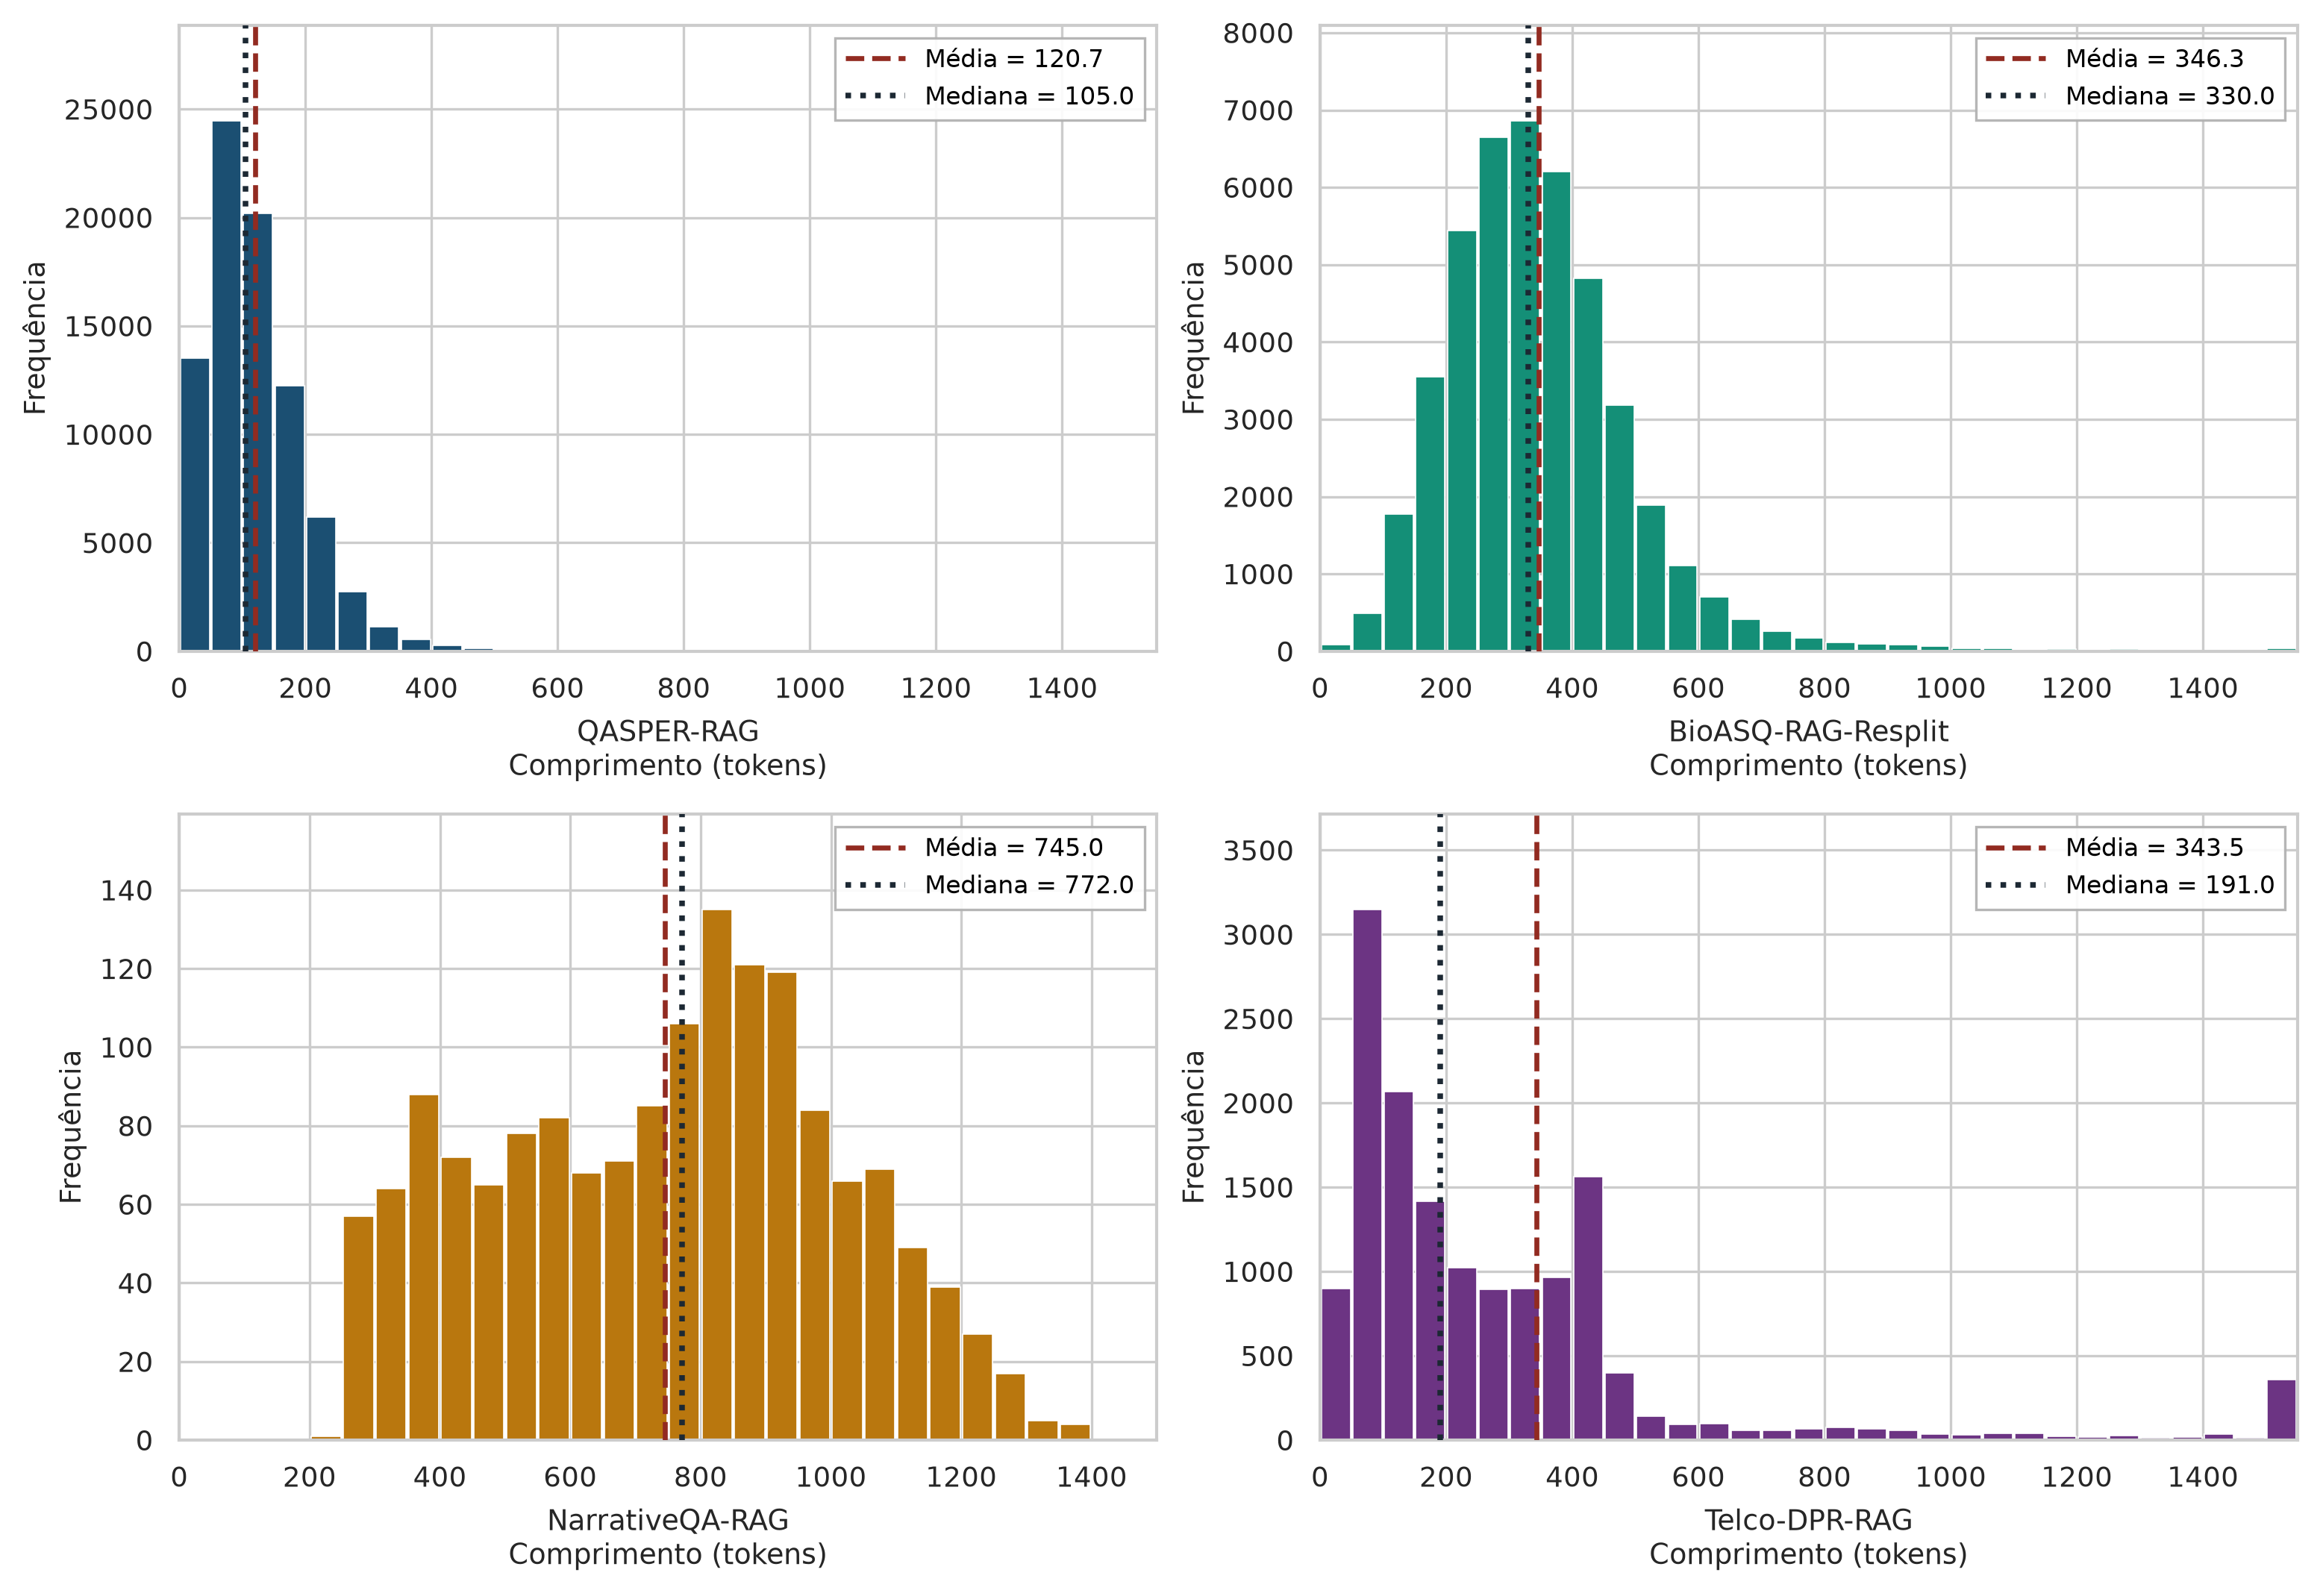 Média = 120.7
Mediana = 105.0
25000
20000
15000
10000
5000
0
Frequência
0 200 400 600 800 1000 1200 1400
QASPER-RAG
Comprimento (tokens)
Média = 346.3
Mediana = 330.0
8000
7000
6000
5000
4000
3000
2000
1000
0
Frequência
0 200 400 600 800 1000 1200 1400
BioASQ-RAG-Resplit
Comprimento (tokens)
Média = 745.0
Mediana = 772.0
140
120
100
80
60
40
20
0
Frequência
0 200 400 600 800 1000 1200 1400
NarrativeQA-RAG
Comprimento (tokens)
Média = 343.5
Mediana = 191.0
3500
3000
2500
2000
1500
1000
500
0
Frequência
0 200 400 600 800 1000 1200 1400
Telco-DPR-RAG
Comprimento (tokens)